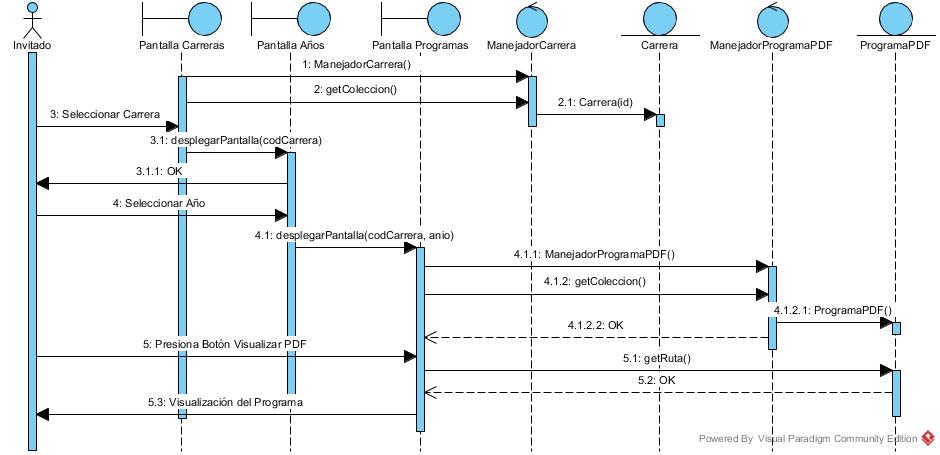 Invitado
Pantalla Carreras
Pantalla Años
Pantalla Programas
ManejadorCarrera
Carrera
ManejadorProgramaPDF
ProgramaPDF
1: ManejadorCarrera()
2: getColeccion()
2.1: Carrera(id)
3: Seleccionar Carrera
3.1: desplegarPantalla(codCarrera)
3.1.1: OK
4: Seleccionar Año
4.1: desplegarPantalla(codCarrera, anio)
4.1.1: ManejadorProgramaPDF()
4.1.2: getColeccion()
4.1.2.1: ProgramaPDF()
4.1.2.2: OK
5: Presiona Botón Visualizar PDF
5.1: getRuta()
5.2: OK
5.3: Visualización del Programa
Powered By Visual Paradigm Community Edition